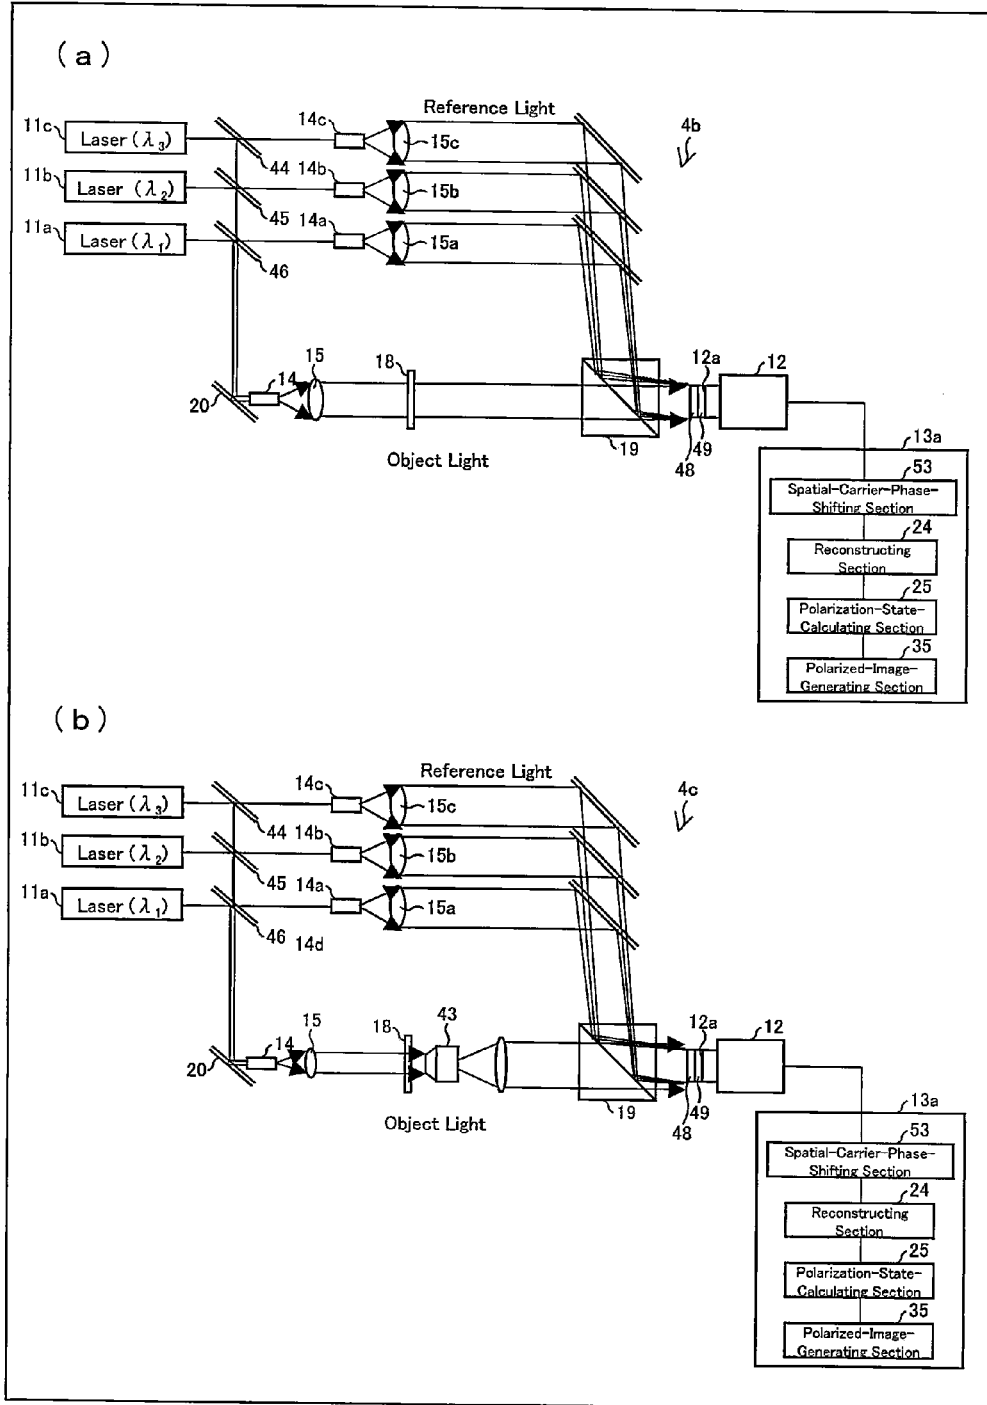 (a)
Reference Light
11c Laser(λ3) 44 14c 15c 4b
11b Laser(λ2) 45 14b 15b
11a Laser(λ1) 46 14a 15a
20 14 15 18 19 48 49 12a 12
Object Light
13a
53
Spatial-Carrier-Phase-
Shifting Section
24
Reconstructing
Section
25
Polarization-State-
Calculating Section
35
Polarized-Image-
Generating Section
(b)
Reference Light
11c Laser(λ3) 44 14c 15c 4c
11b Laser(λ2) 45 14b 15b
11a Laser(λ1) 46 14a 15a
14d
20 14 15 18 43 19 48 49 12a 12
Object Light
13a
53
Spatial-Carrier-Phase-
Shifting Section
24
Reconstructing
Section
25
Polarization-State-
Calculating Section
35
Polarized-Image-
Generating Section